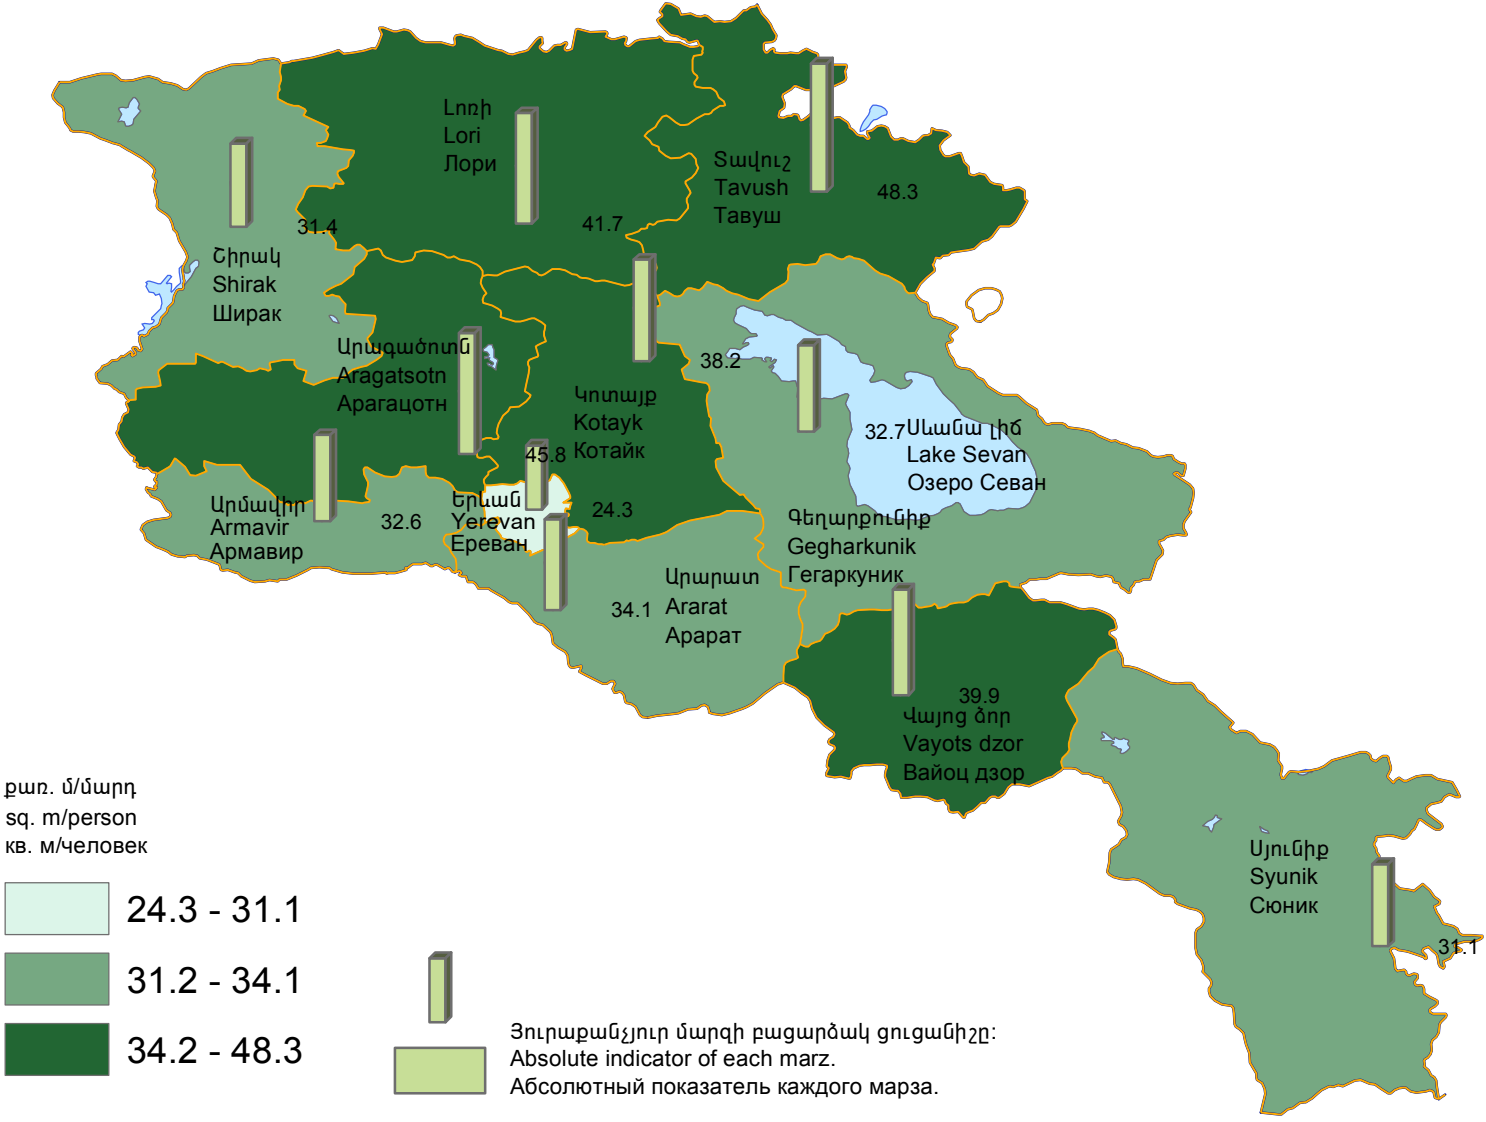 Լոռի
Lori
Лори
41.7
Տավուշ
Tavush
Тавуш
48.3
31.4
Շիրակ
Shirak
Ширак
Արագածոտն
Aragatsotn
Арагацотн
45.8
Կոտայք
Kotayk
Котайк
38.2
24.3
32.7
Սևանա լիճ
Lake Sevan
Озеро Севан
Արմավիր
Armavir
Армавир
32.6
Երևան
Yerevan
Ереван
Գեղարքունիք
Gegharkunik
Гегаркуник
34.1
Արարատ
Ararat
Арарат
39.9
Վայոց ձոր
Vayots dzor
Вайоц дзор
Սյունիք
Syunik
Сюник
31.1
քառ. մ/մարդ
sq. m/person
кв. м/человек
24.3 - 31.1
31.2 - 34.1
34.2 - 48.3
Յուրաքանչյուր մարզի բացարձակ ցուցանիշը:
Absolute indicator of each marz.
Абсолютный показатель каждого марза.